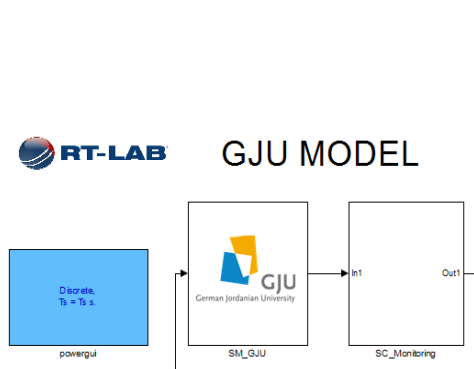 RT-LAB
GJU MODEL
Discrete,
Ts = Ts s.
powergui
GJU
German Jordanian University
SM_GJU
In1
Out1
SC_Monitoring